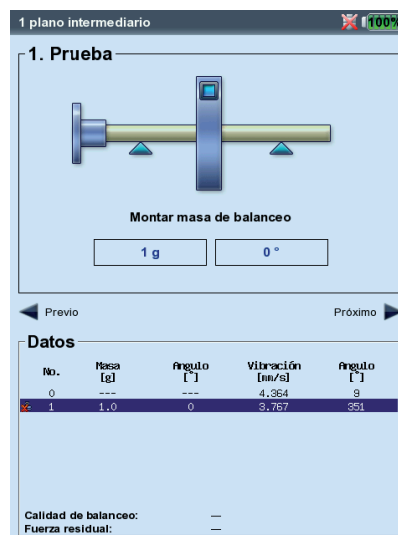 1 plano intermediario 100%
1. Prueba
Montar masa de balanceo
1 g 0 °
Previo Próximo
Datos
No. Masa [g] Angulo [°] Vibración [mm/s] Angulo [°]
0 --- --- 4.364 9
1 1.0 0 3.767 351
Calidad de balanceo: ---
Fuerza residual: ---